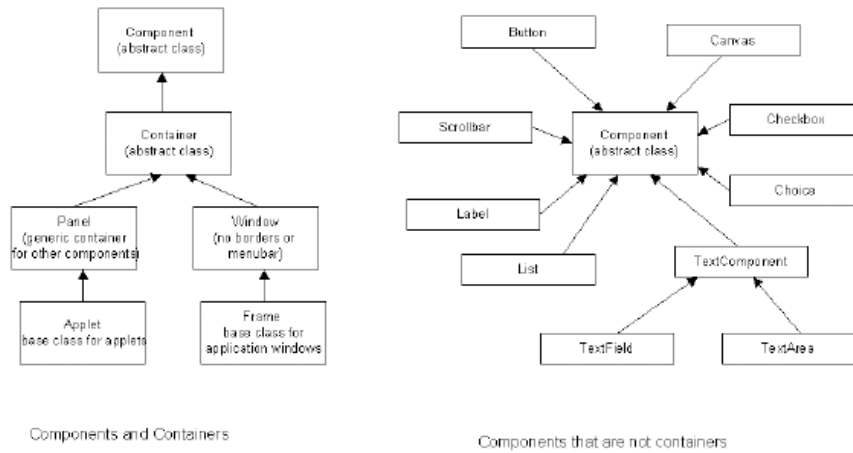 Component
(abstract class)
Container
(abstract class)
Panel
(generic container
for other components)
Window
(no borders or
menubar)
Applet
base class for applets
Frame
base class for
application windows
Components and Containers
Button
Canvas
Scrollbar
Component
(abstract class)
Checkbox
Choice
Label
List
TextComponent
TextField
TextArea
Components that are not containers